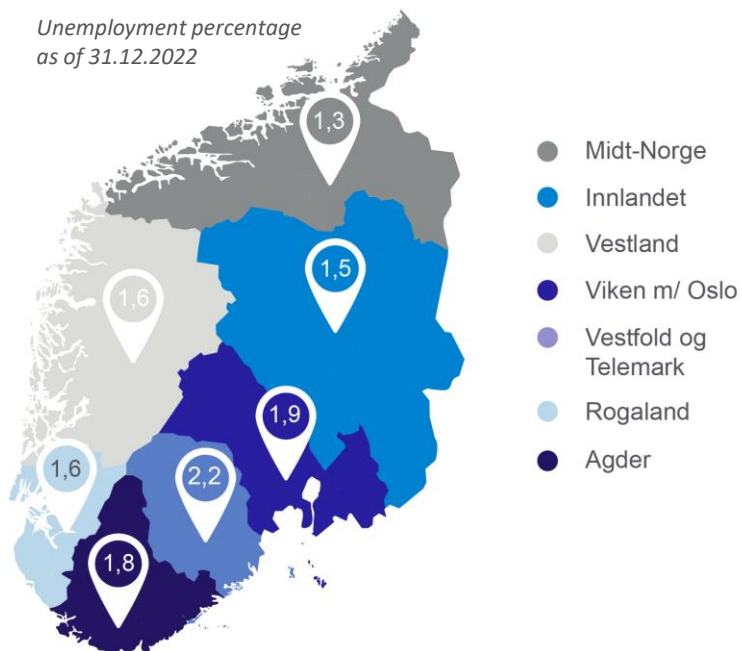 Unemployment percentage
as of 31.12.2022
1,3
1,5
1,6
1,9
1,6
2,2
1,8
Midt-Norge
Innlandet
Vestland
Viken m/ Oslo
Vestfold og
Telemark
Rogaland
Agder